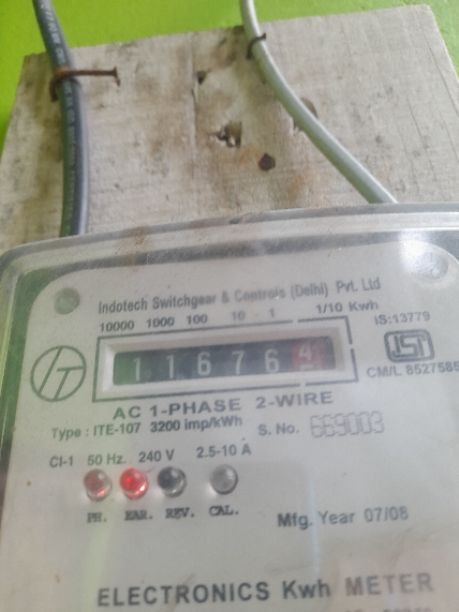 Indotech Switchgear & Controls (Delhi) Pvt. Ltd
10000 1000 100 10 1 1/10 Kwh
IS:13779
1 1 6 7 6 4
IT
ISI
CM/L 8527585
AC 1-PHASE 2-WIRE
Type : ITE-107 3200 imp/kWh S. No. 669003
Cl-1 50 Hz. 240 V 2.5-10 A
PH. EAR. REV. CAL.
Mfg. Year 07/08
ELECTRONICS Kwh METER